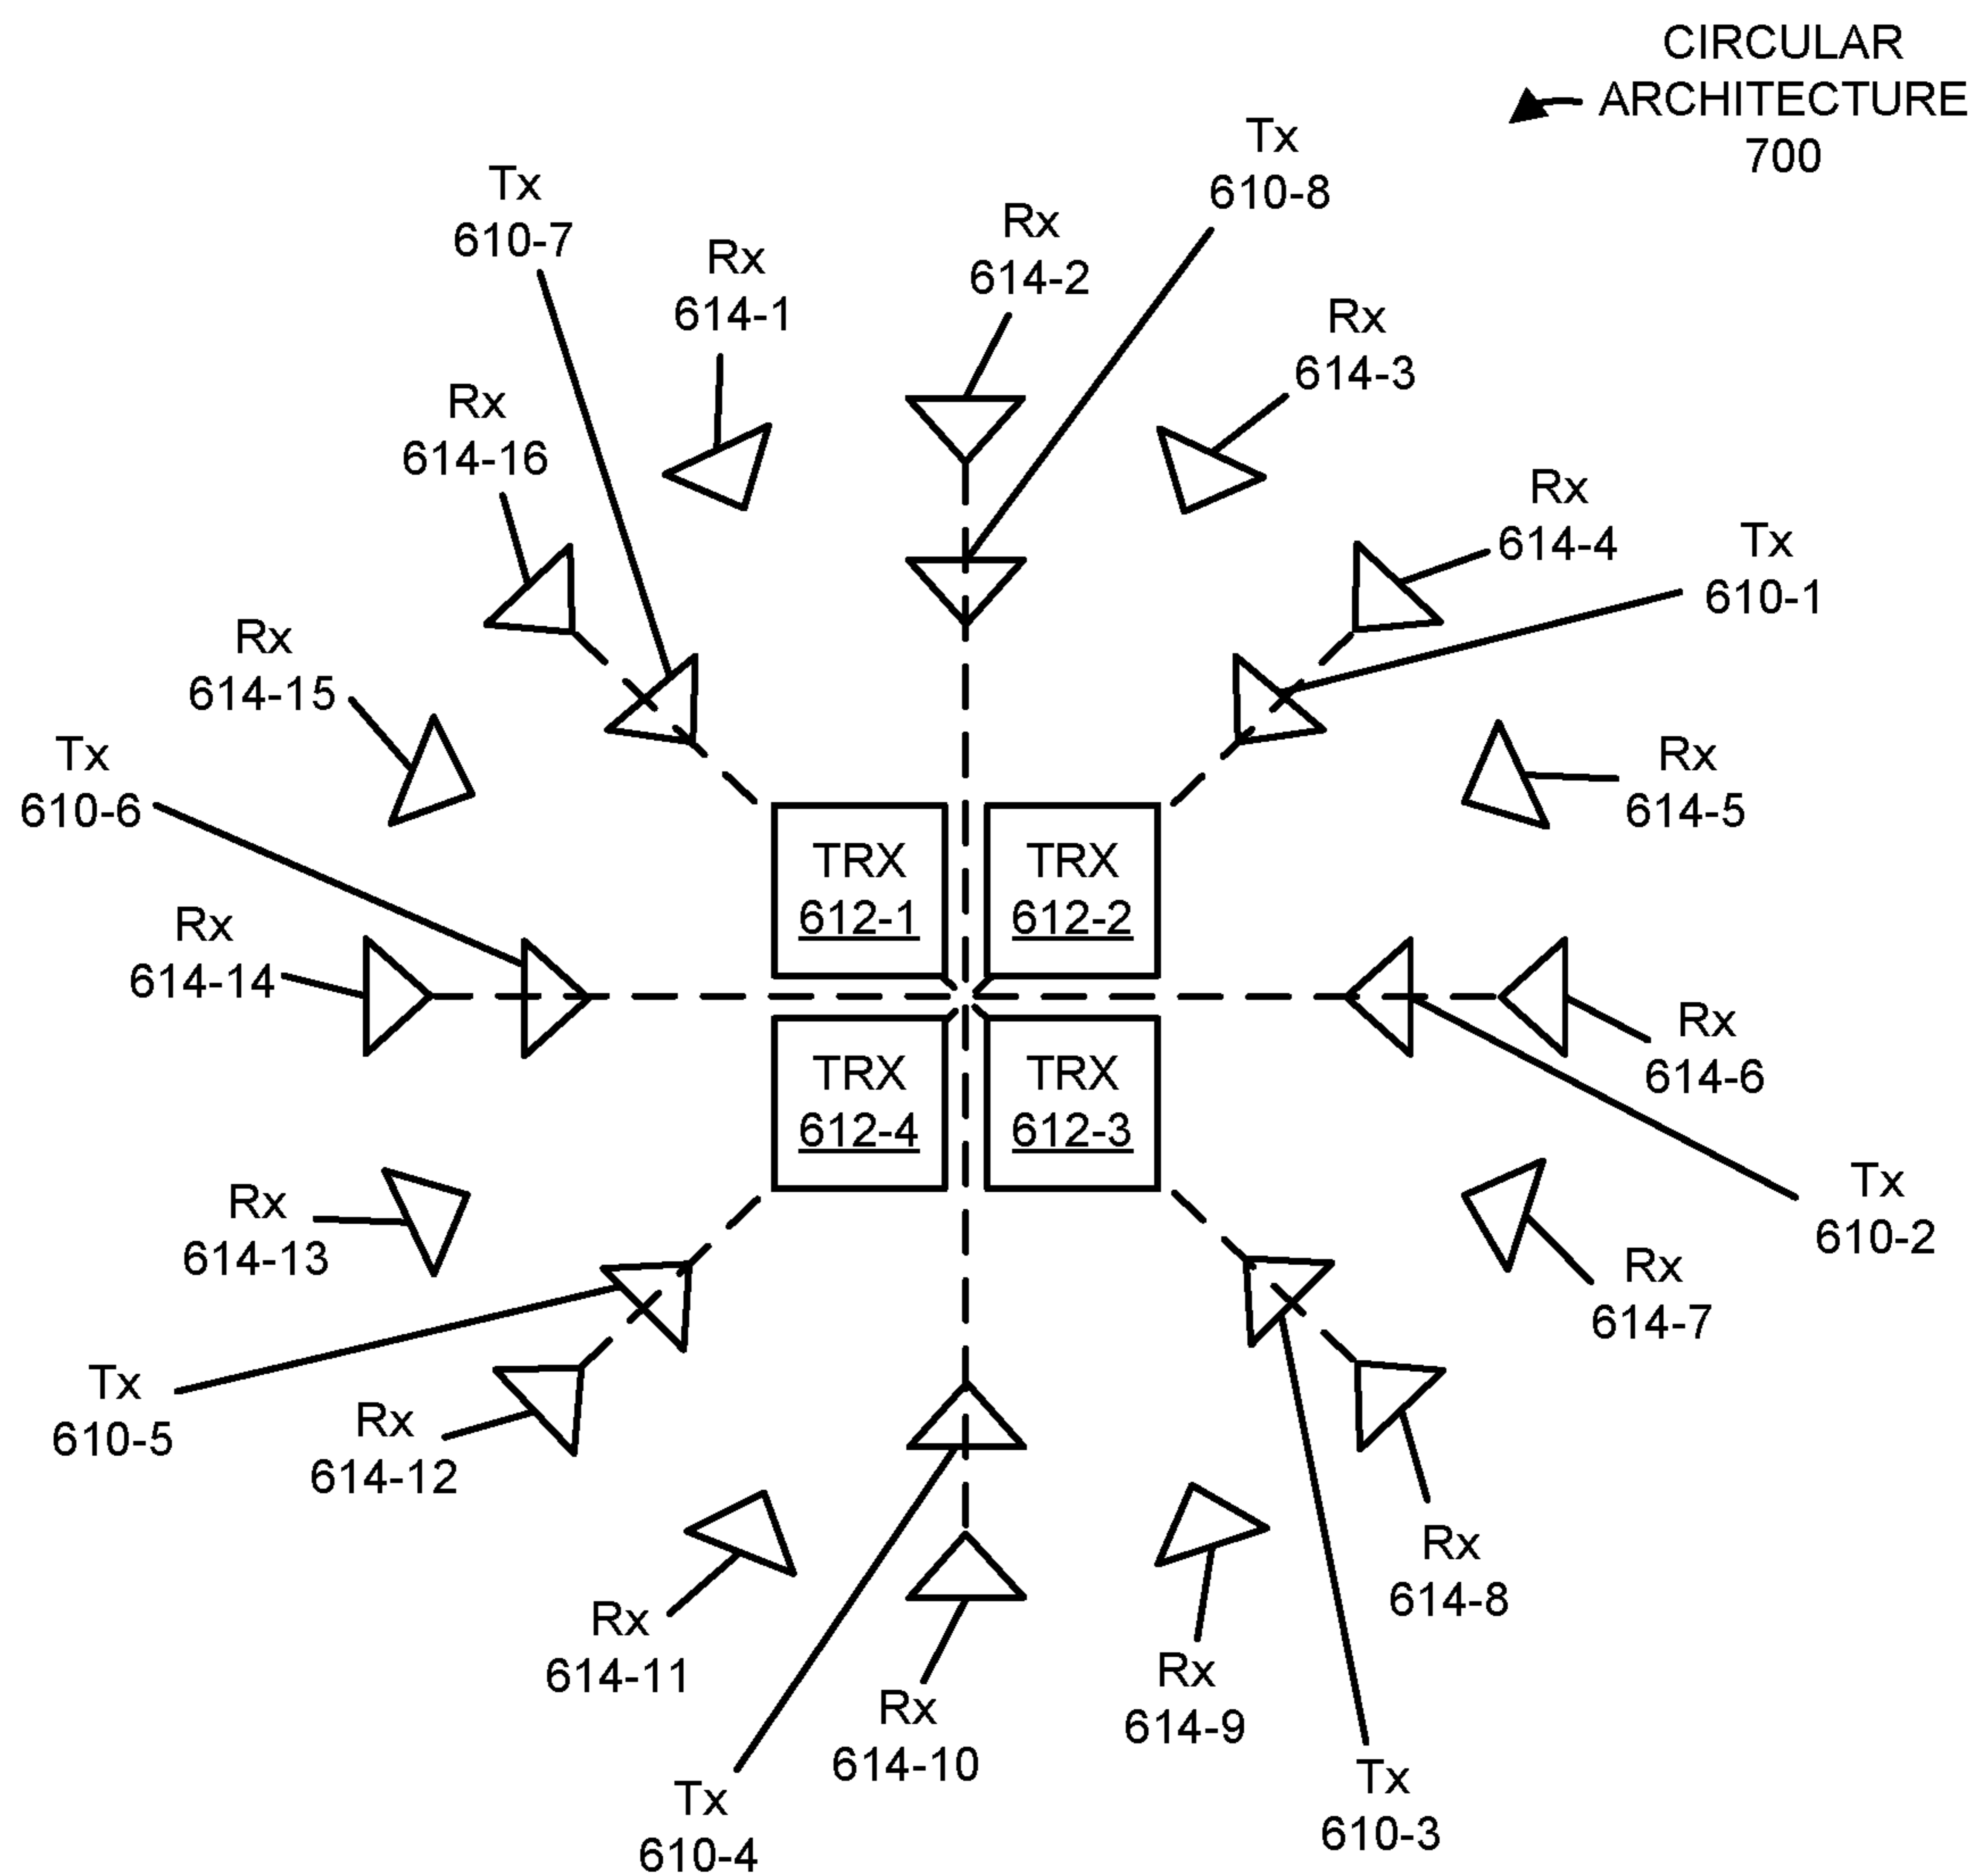 CIRCULAR
ARCHITECTURE
700
Tx
610-8
Tx
610-7
Rx
614-2
Rx
614-1
Rx
614-3
Rx
614-16
Rx
614-4
Tx
610-1
Rx
614-15
Tx
610-6
Rx
614-5
TRX
612-1
TRX
612-2
Rx
614-14
Rx
614-6
TRX
612-4
TRX
612-3
Tx
610-2
Rx
614-13
Rx
614-7
Tx
610-5
Rx
614-12
Rx
614-8
Rx
614-11
Rx
614-9
Rx
614-10
Tx
610-3
Tx
610-4